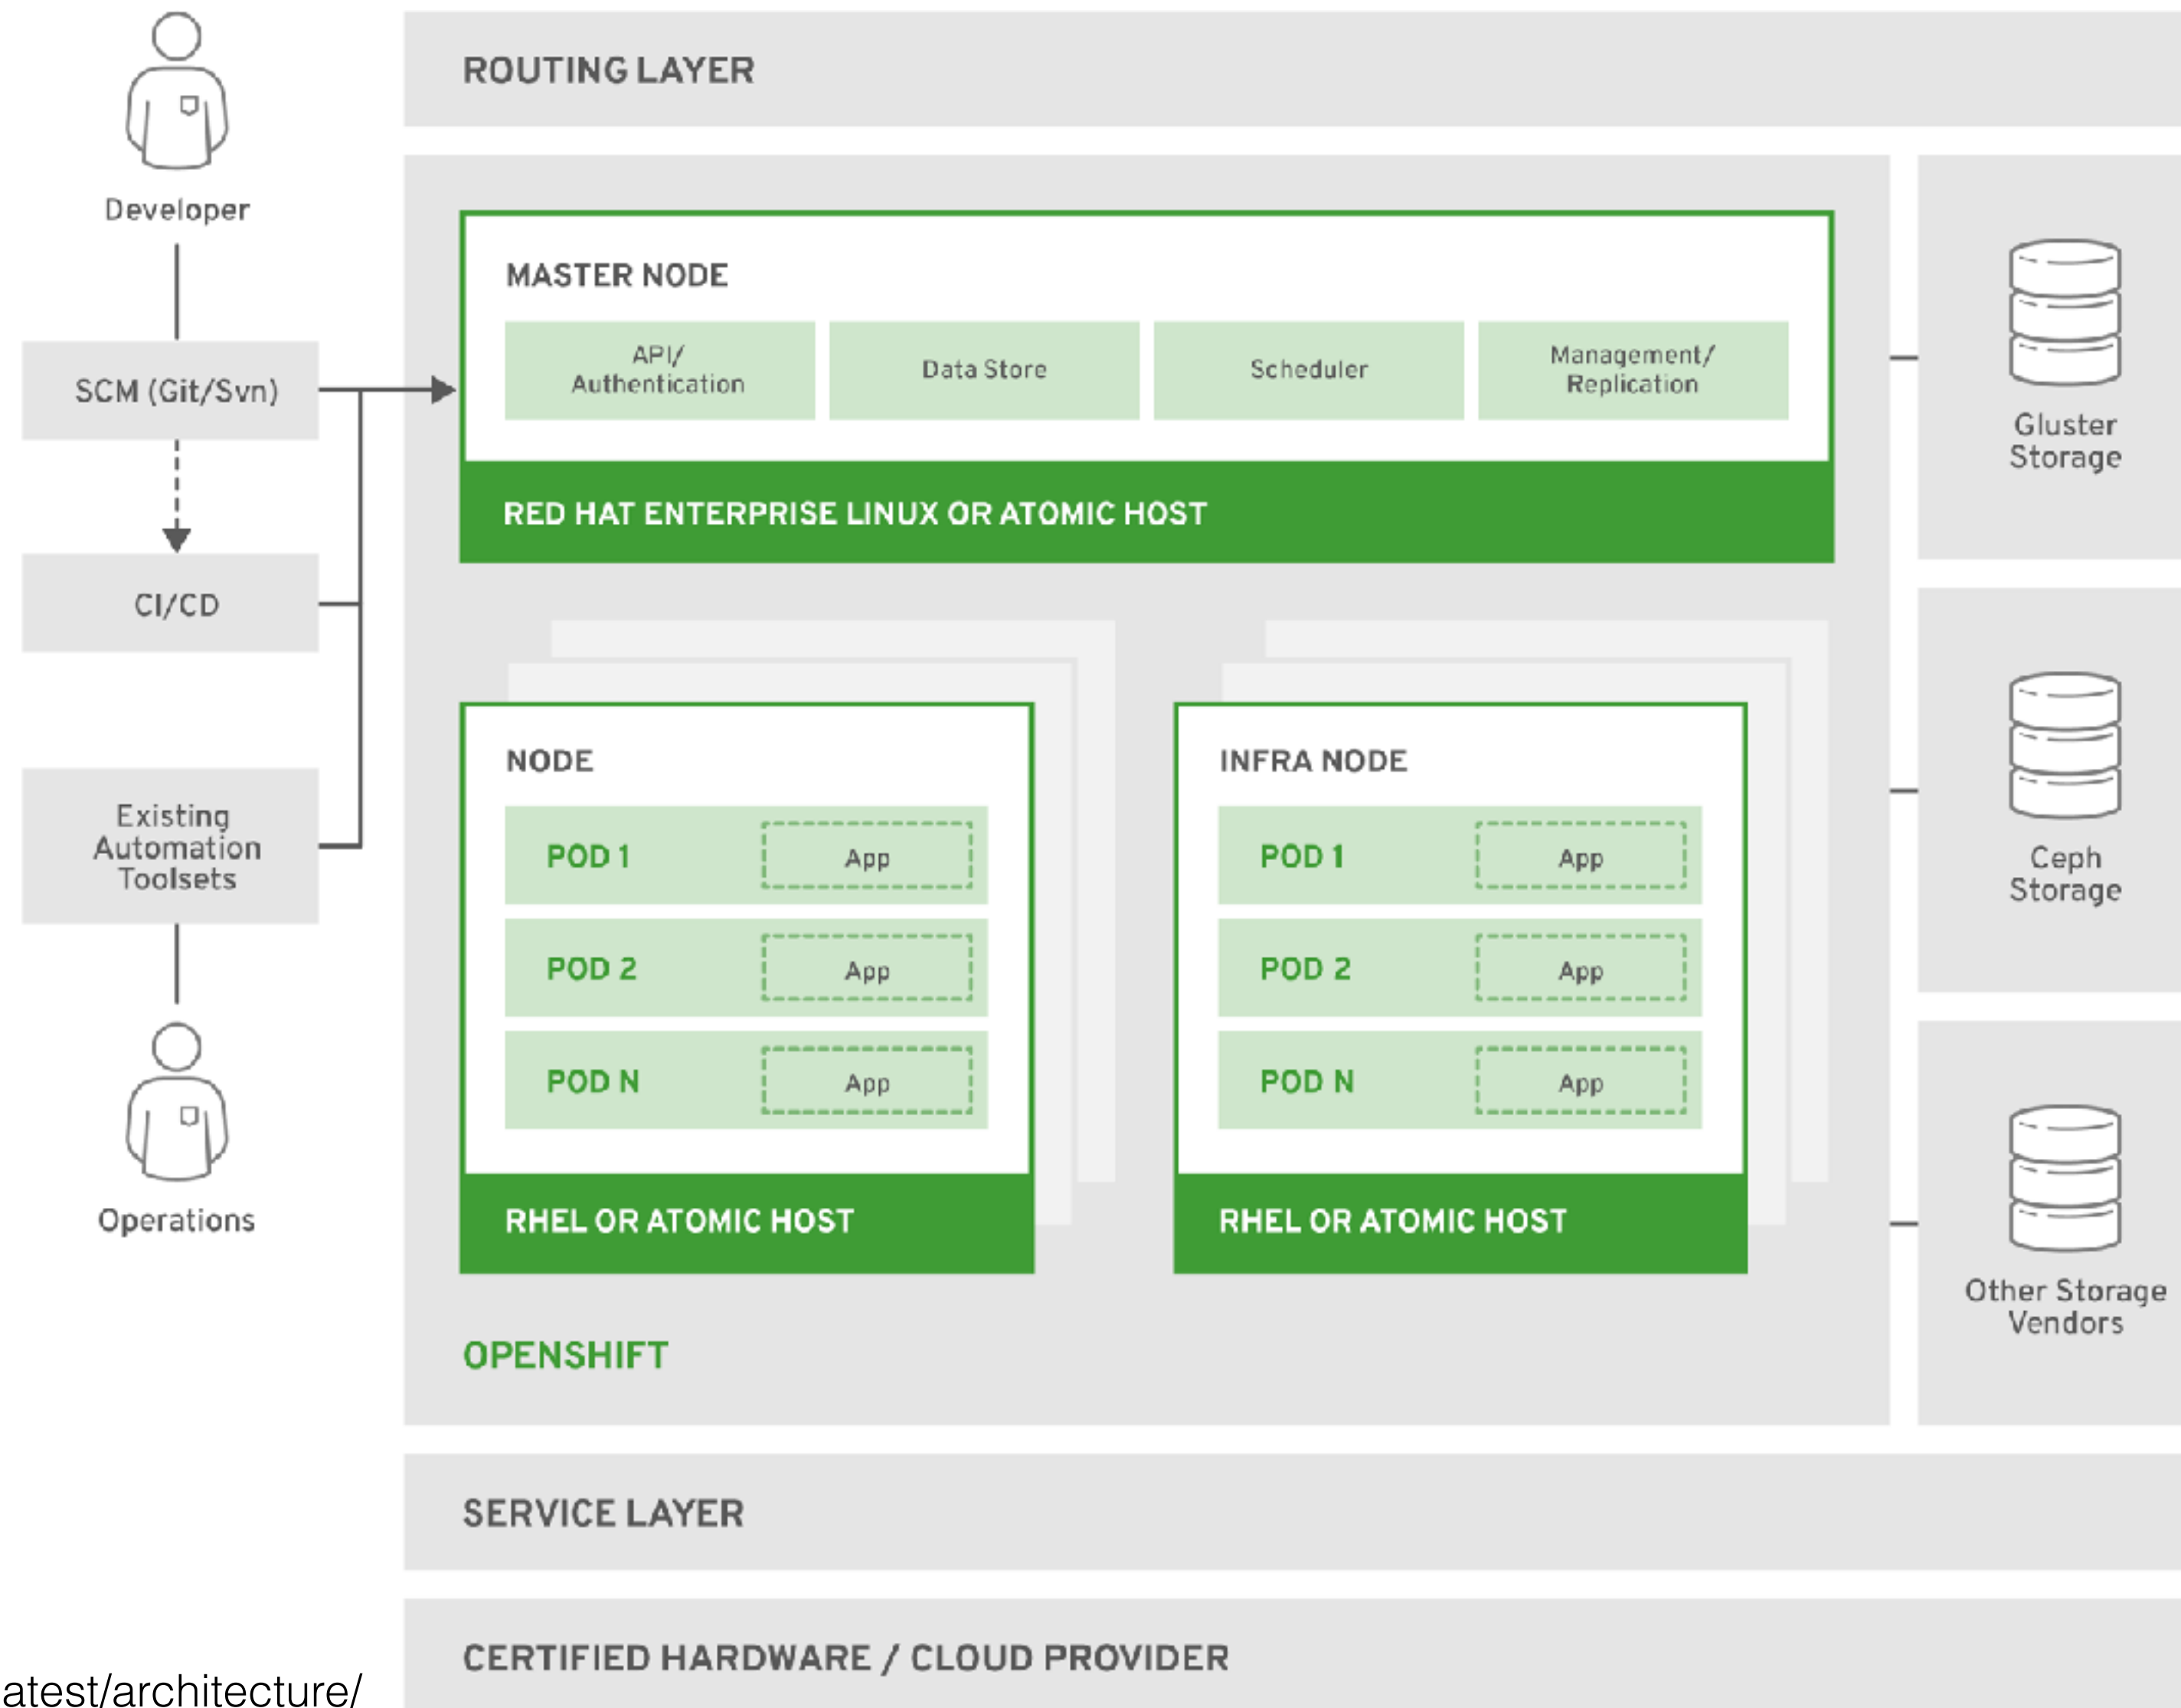 Developer
SCM (Git/Svn)
CI/CD
Existing
Automation
Toolsets
Operations
ROUTING LAYER
MASTER NODE
API/
Authentication
Data Store
Scheduler
Management/
Replication
RED HAT ENTERPRISE LINUX OR ATOMIC HOST
NODE
POD 1
App
POD 2
App
POD N
App
RHEL OR ATOMIC HOST
INFRA NODE
POD 1
App
POD 2
App
POD N
App
RHEL OR ATOMIC HOST
OPENSHIFT
Gluster
Storage
Ceph
Storage
Other Storage
Vendors
SERVICE LAYER
CERTIFIED HARDWARE / CLOUD PROVIDER
atest/architecture/